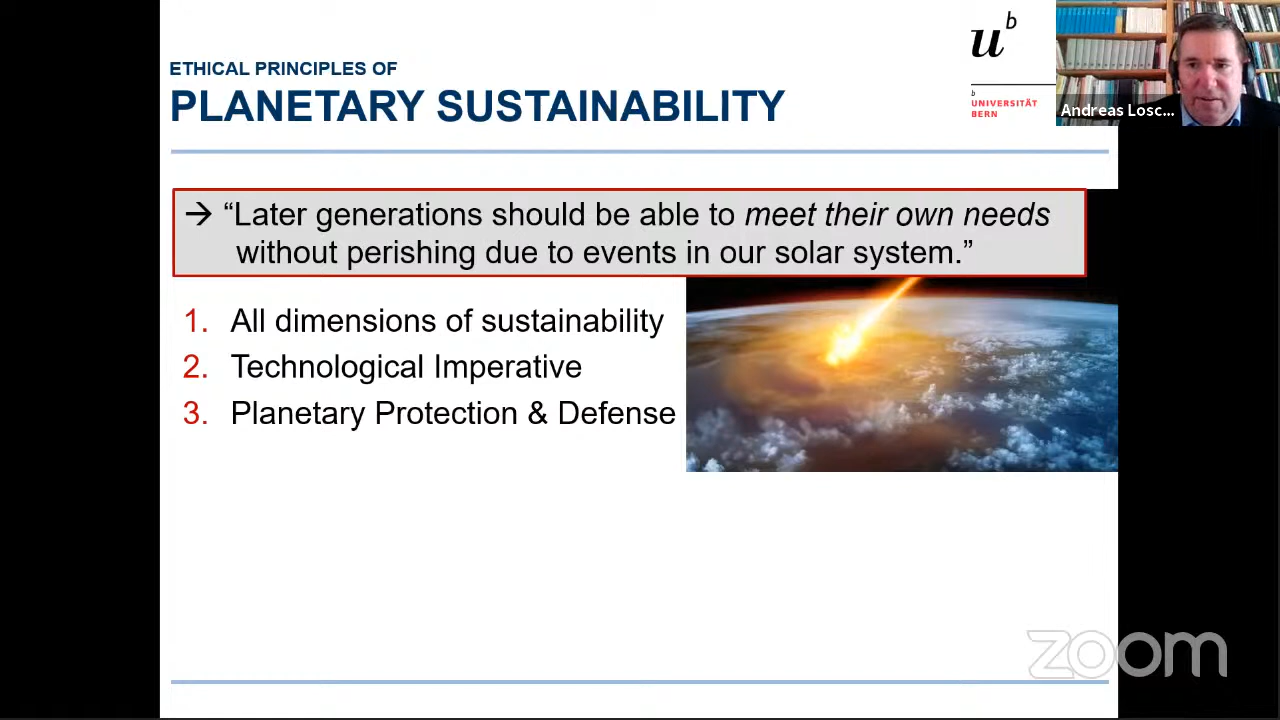 ETHICAL PRINCIPLES OF
PLANETARY SUSTAINABILITY
u
b
b
UNIVERSITÄT
BERN
Andreas Losc...
→ “Later generations should be able to meet their own needs
without perishing due to events in our solar system.”
1. All dimensions of sustainability
2. Technological Imperative
3. Planetary Protection & Defense
zoom